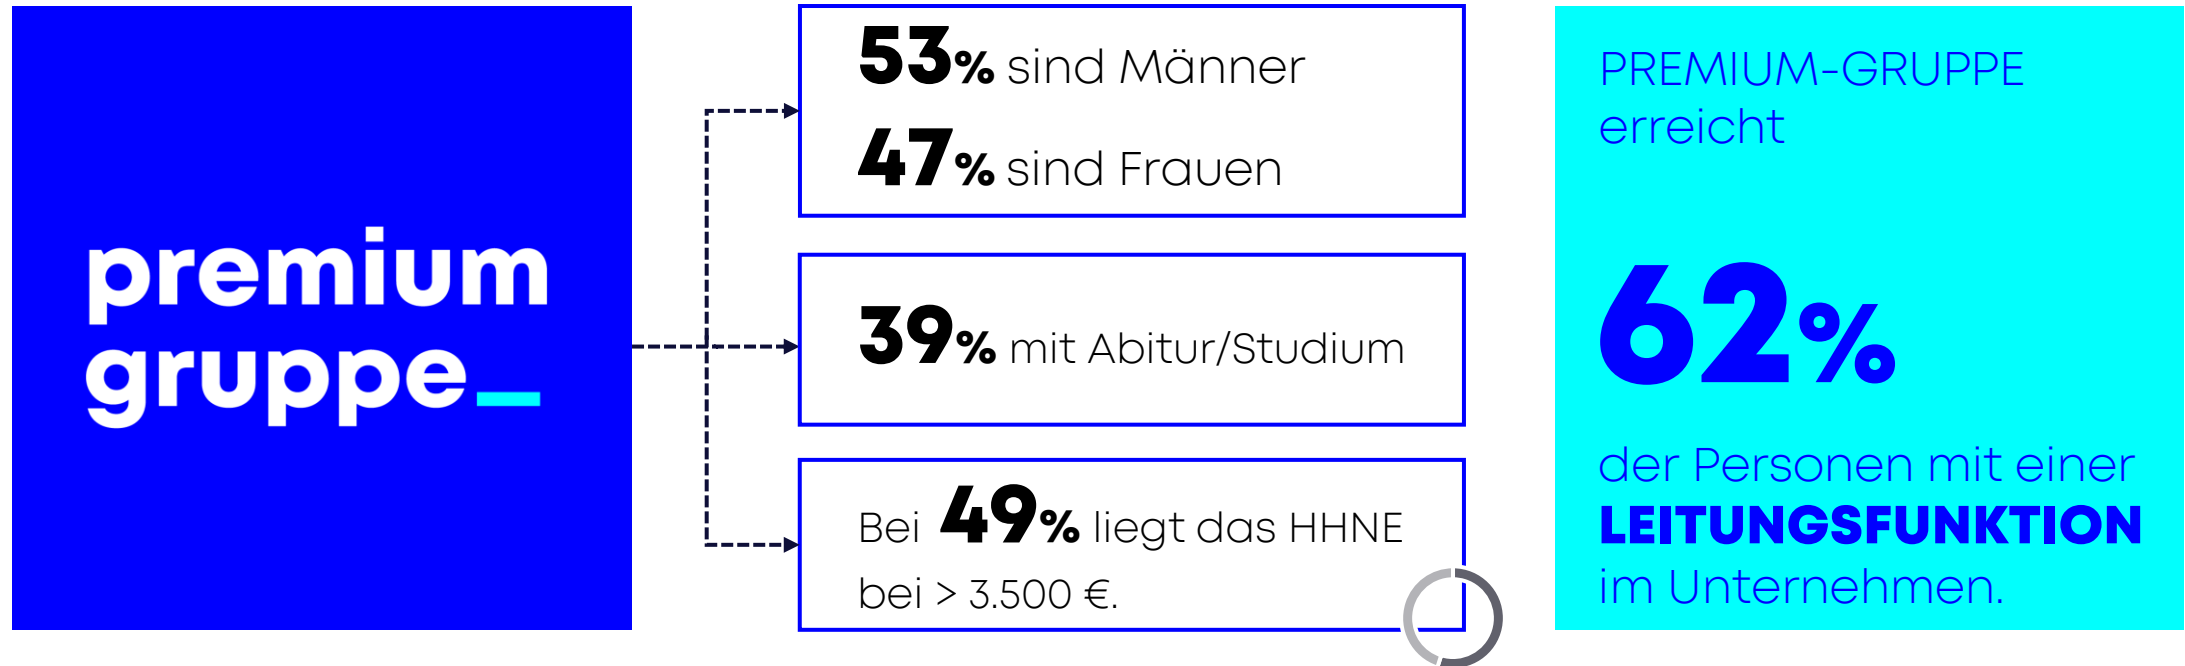 premium
gruppe_
53% sind Männer
47% sind Frauen
39% mit Abitur/Studium
Bei 49% liegt das HHNE
bei > 3.500 €.
PREMIUM-GRUPPE
erreicht
62%
der Personen mit einer
LEITUNGSFUNKTION
im Unternehmen.